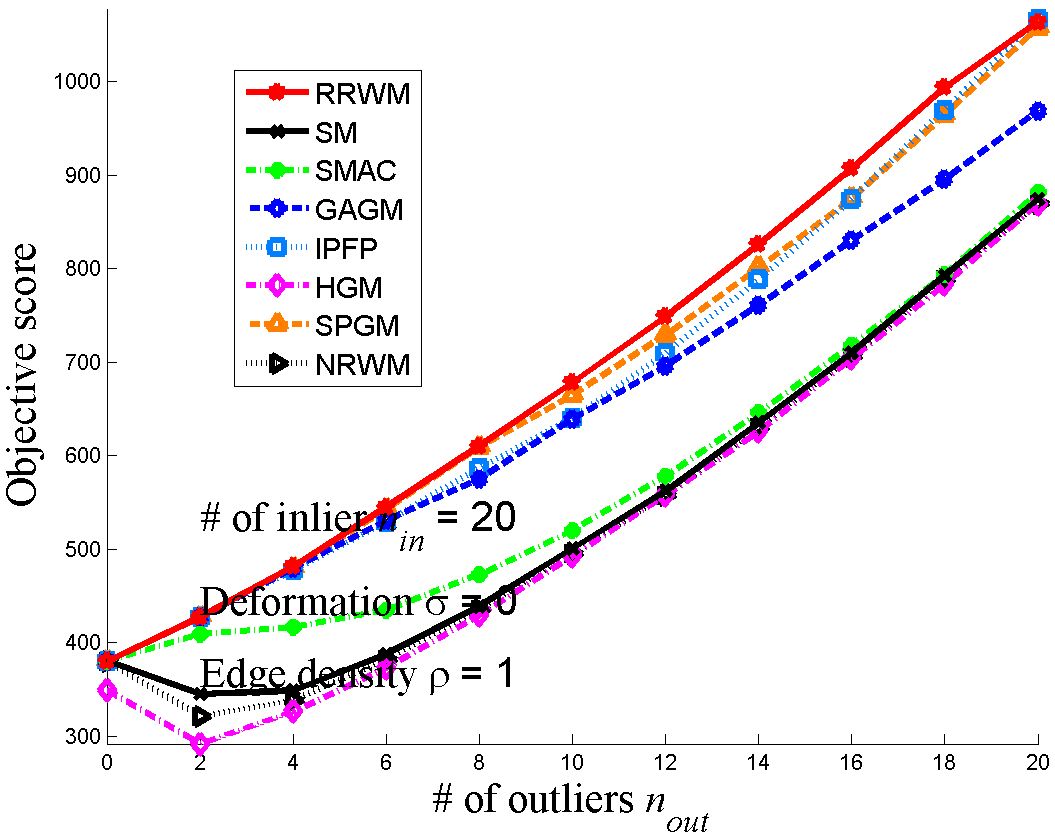 1000
900
800
700
600
500
400
300
Objective score
RRWM
SM
SMAC
GAGM
IPFP
HGM
SPGM
NRWM
# of inlier n_in = 20
Deformation σ = 0
Edge density ρ = 1
0 2 4 6 8 10 12 14 16 18 20
# of outliers n_out